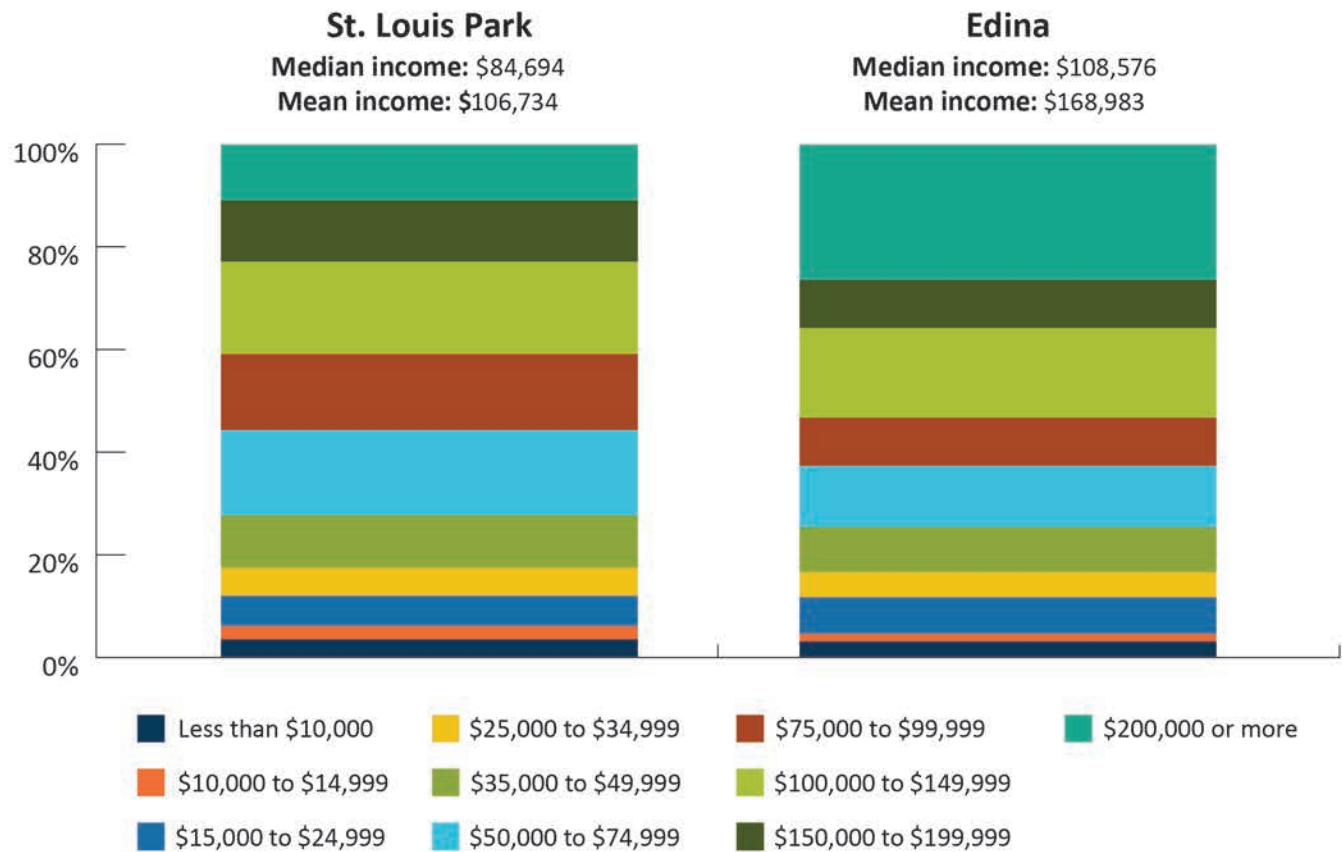 St. Louis Park
Median income: $84,694
Mean income: $106,734
Edina
Median income: $108,576
Mean income: $168,983
100%
80%
60%
40%
20%
0%
Less than $10,000
$10,000 to $14,999
$15,000 to $24,999
$25,000 to $34,999
$35,000 to $49,999
$50,000 to $74,999
$75,000 to $99,999
$100,000 to $149,999
$150,000 to $199,999
$200,000 or more